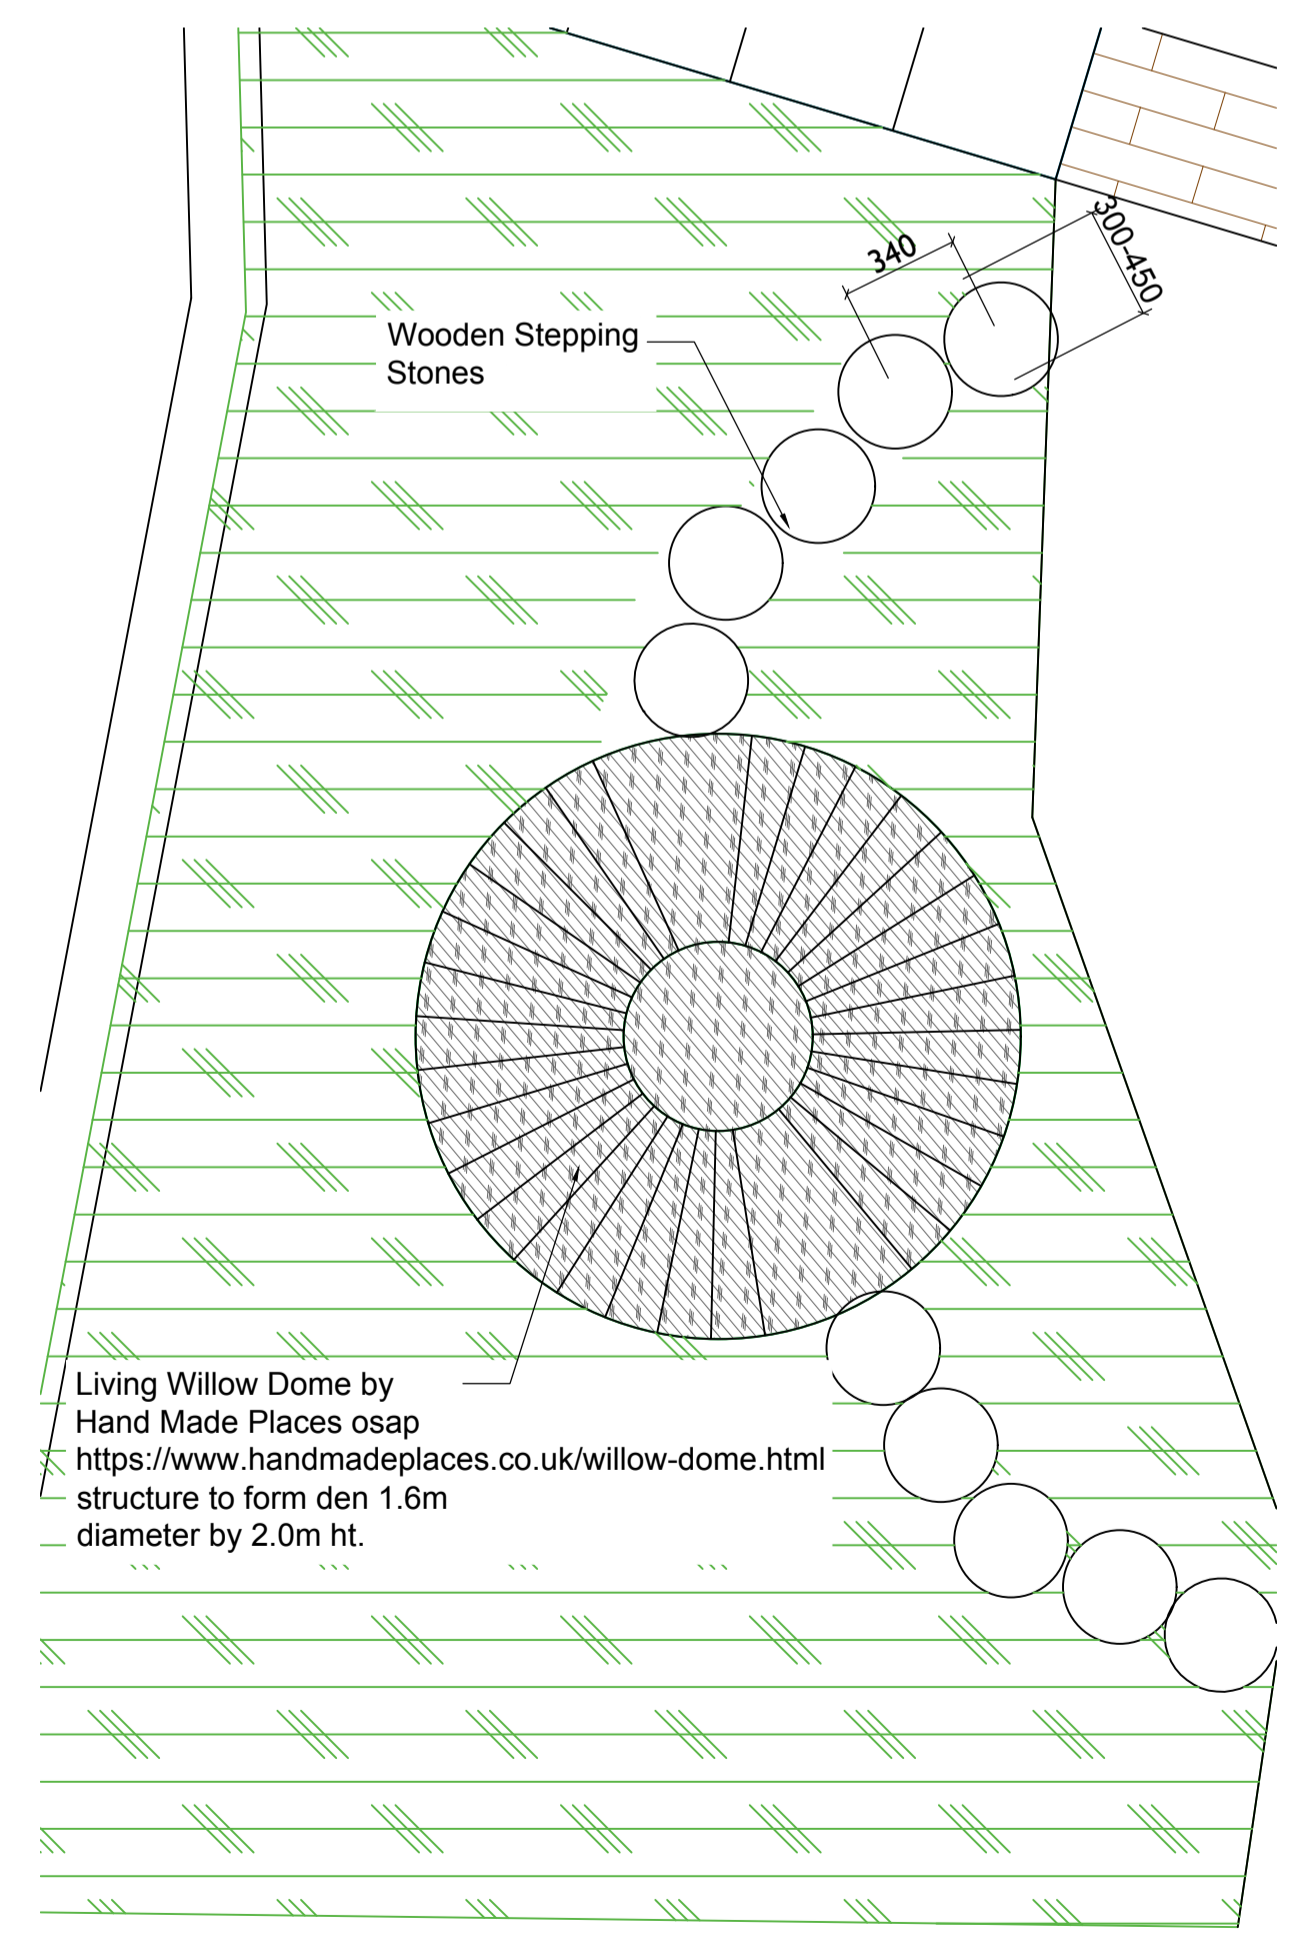 300-450
340
Wooden Stepping
Stones
Living Willow Dome by
Hand Made Places osap
https://www.handmadeplaces.co.uk/willow-dome.html
structure to form den 1.6m
diameter by 2.0m ht.